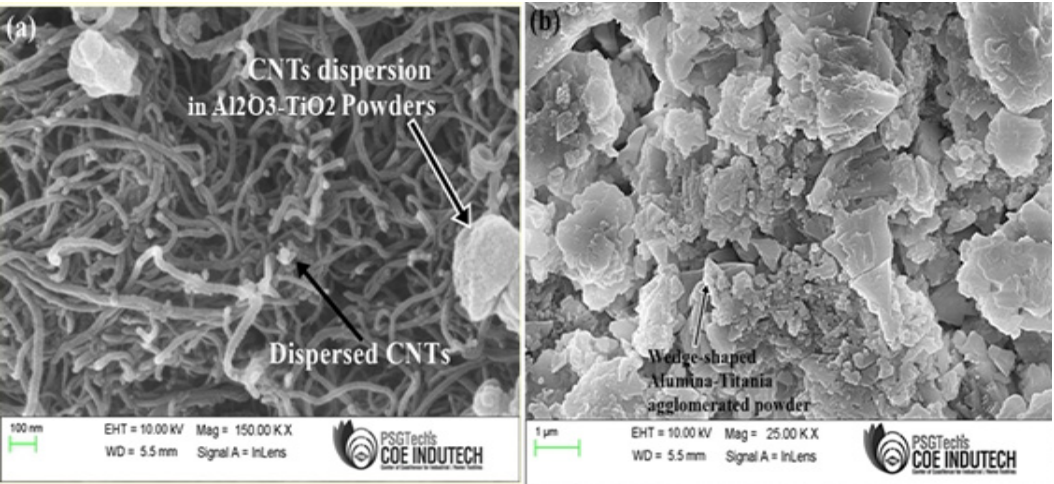 (a)
CNTs dispersion
in Al2O3-TiO2 Powders
Dispersed CNTs
100 nm
EHT = 10.00 kV Mag = 150.00 K X
WD = 5.5 mm Signal A = InLens
PSGTech's
COE INDUTECH
(b)
Wedge-shaped
Alumina-Titania
agglomerated powder
1 µm
EHT = 10.00 kV Mag = 25.00 K X
WD = 5.5 mm Signal A = InLens
PSGTech's
COE INDUTECH